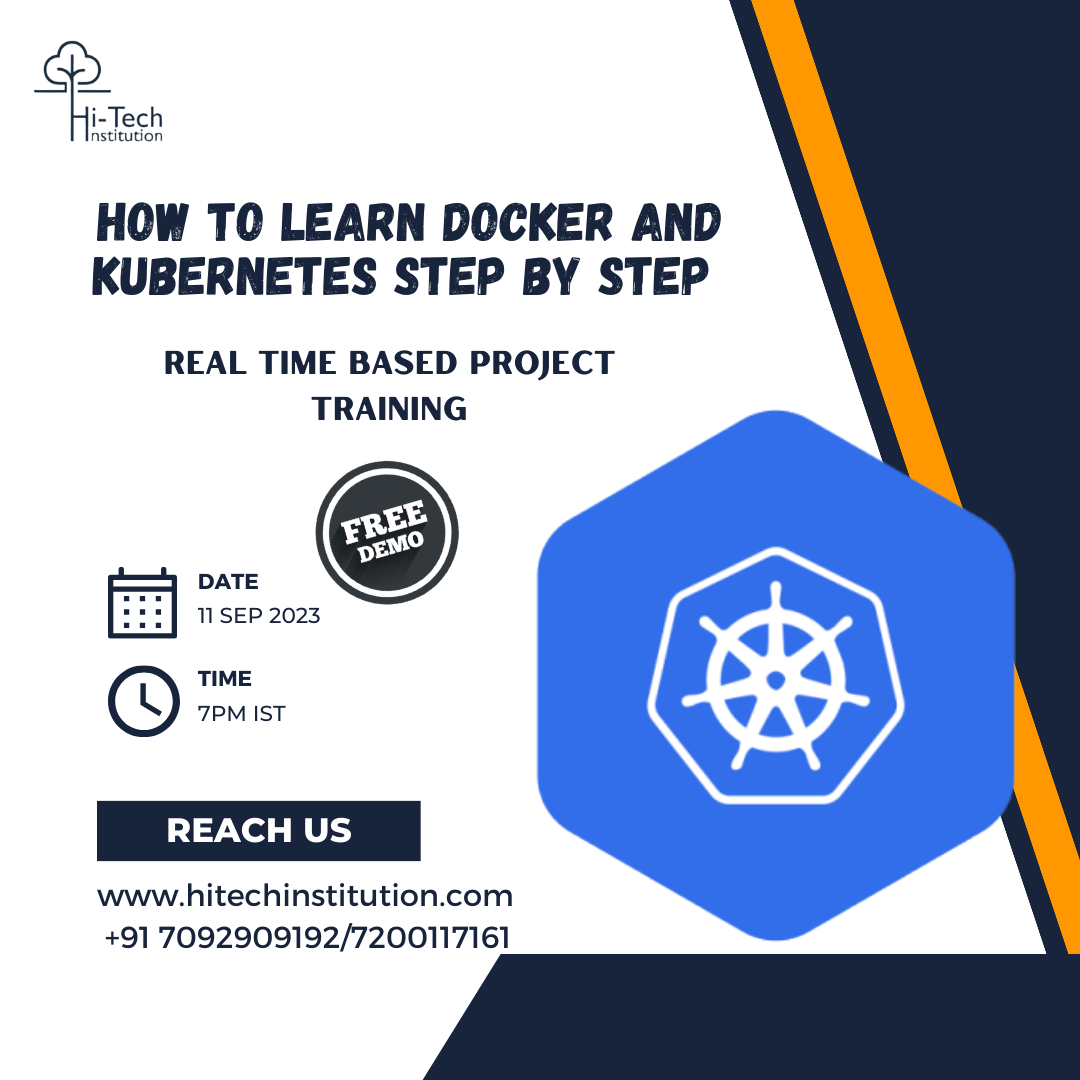 Hi-Tech
Institution
HOW TO LEARN DOCKER AND
KUBERNETES STEP BY STEP
REAL TIME BASED PROJECT
TRAINING
FREE
DEMO
DATE
11 SEP 2023
TIME
7PM IST
REACH US
www.hitechinstitution.com
+91 7092909192/7200117161